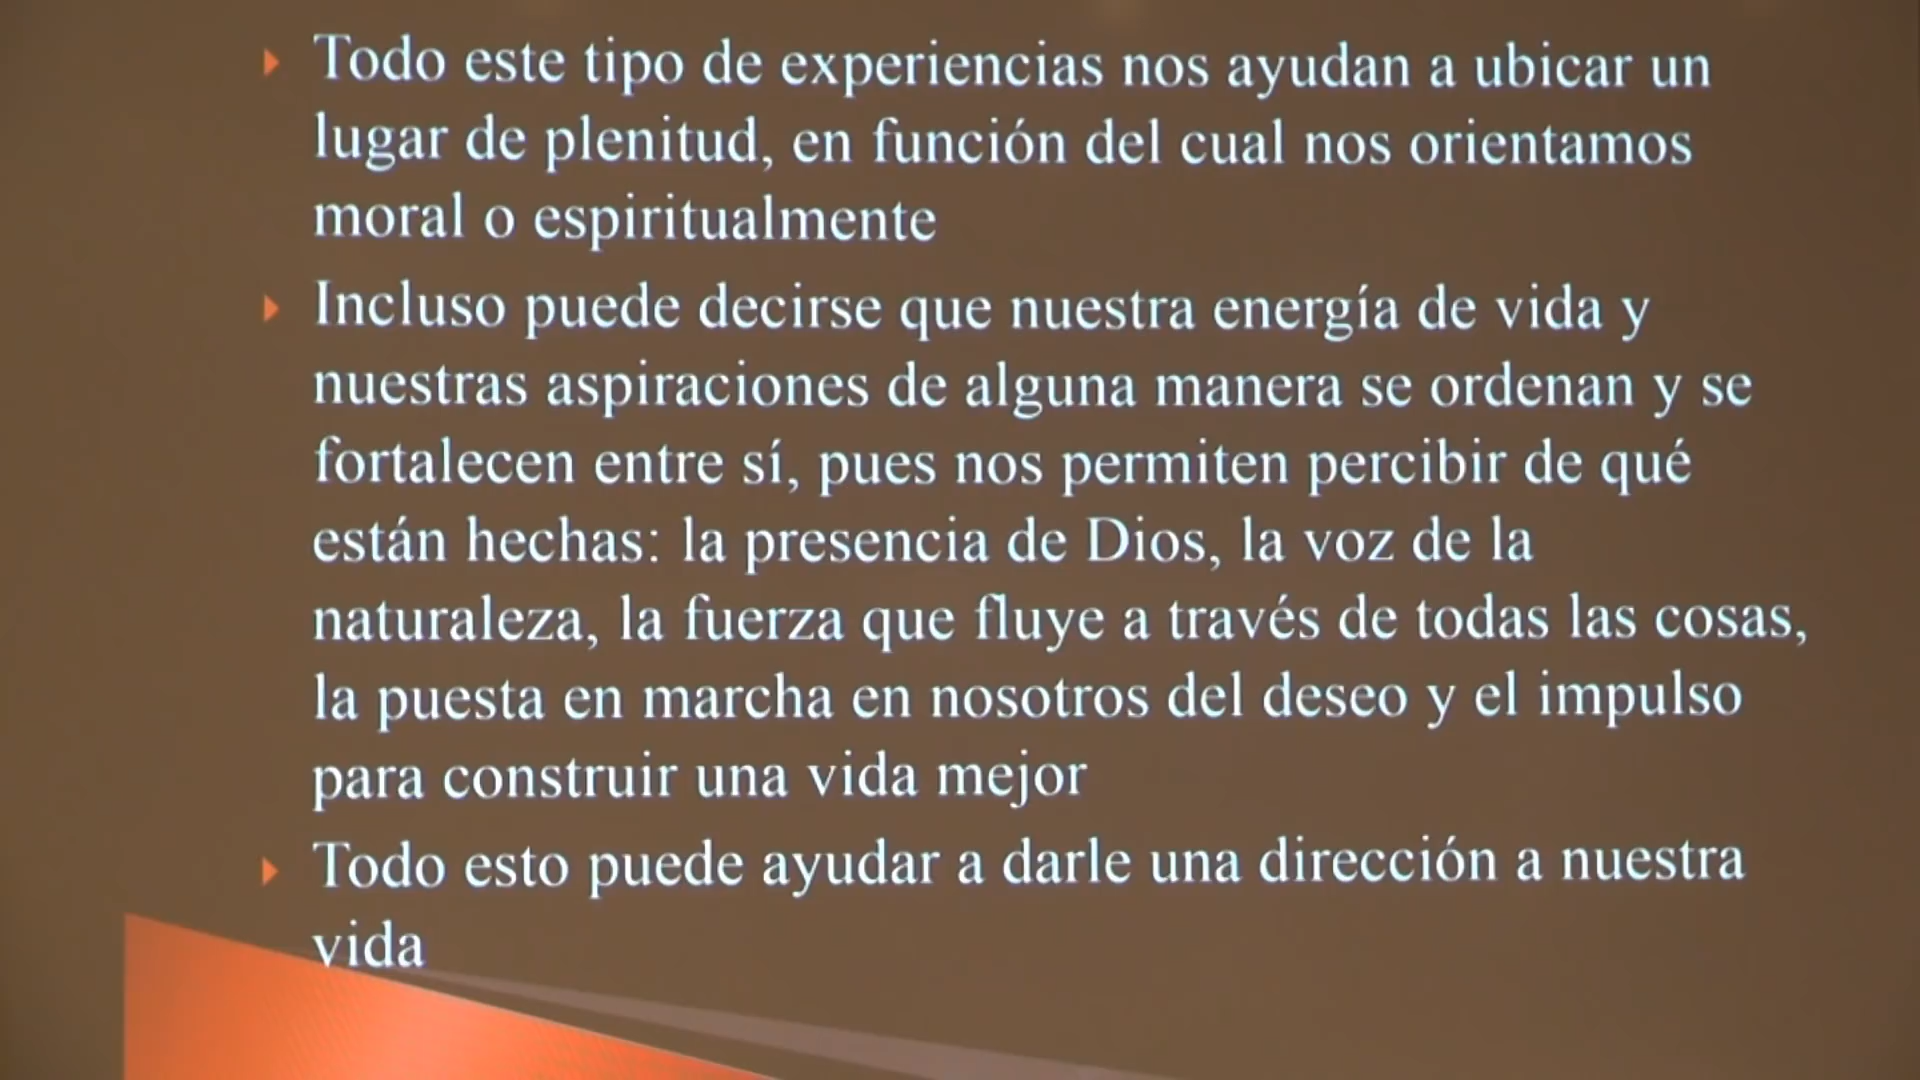 Todo este tipo de experiencias nos ayudan a ubicar un
lugar de plenitud, en función del cual nos orientamos
moral o espiritualmente
Incluso puede decirse que nuestra energía de vida y
nuestras aspiraciones de alguna manera se ordenan y se
fortalecen entre sí, pues nos permiten percibir de qué
están hechas: la presencia de Dios, la voz de la
naturaleza, la fuerza que fluye a través de todas las cosas,
la puesta en marcha en nosotros del deseo y el impulso
para construir una vida mejor
Todo esto puede ayudar a darle una dirección a nuestra
vida